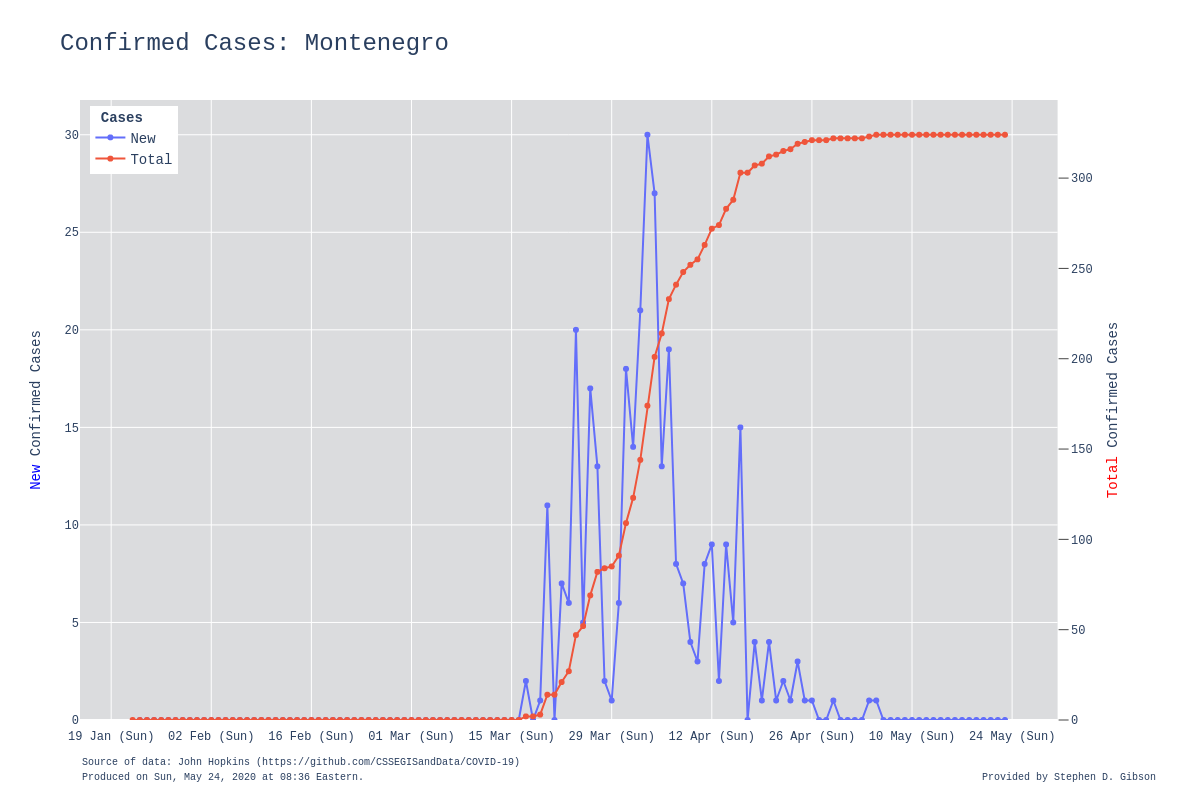 Confirmed Cases: Montenegro
Cases
New
Total
30
25
20
15
10
5
0
300
250
200
150
100
50
0
New Confirmed Cases
Total Confirmed Cases
19 Jan (Sun) 02 Feb (Sun) 16 Feb (Sun) 01 Mar (Sun) 15 Mar (Sun) 29 Mar (Sun) 12 Apr (Sun) 26 Apr (Sun) 10 May (Sun) 24 May (Sun)
Source of data: John Hopkins (https://github.com/CSSEGISandData/COVID-19)
Produced on Sun, May 24, 2020 at 08:36 Eastern.
Provided by Stephen D. Gibson